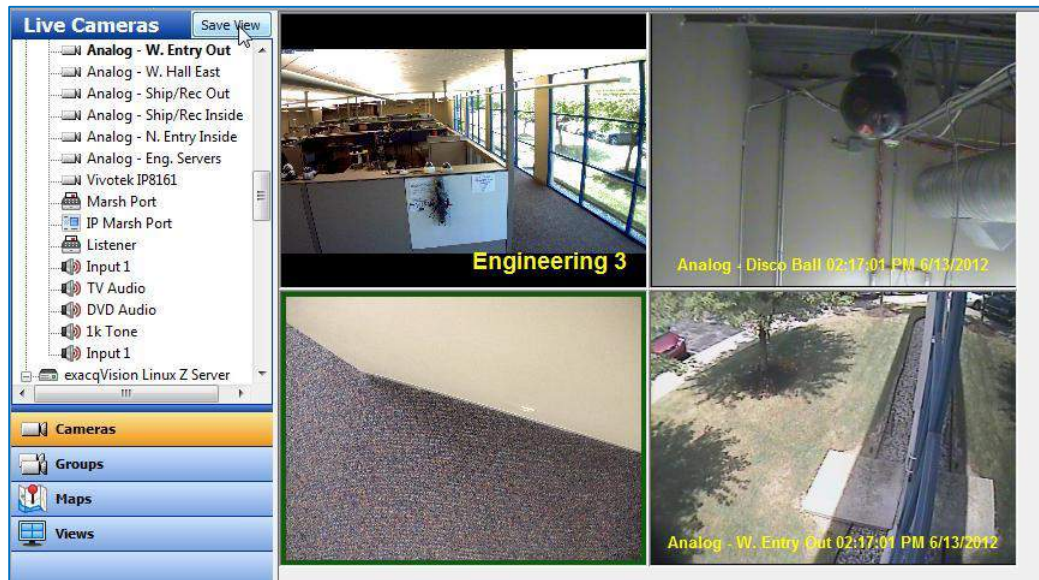 Live Cameras
Save View
Analog - W. Entry Out
Analog - W. Hall East
Analog - Ship/Rec Out
Analog - Ship/Rec Inside
Analog - N. Entry Inside
Analog - Eng. Servers
Vivotek IP8161
Marsh Port
IP Marsh Port
Listener
Input 1
TV Audio
DVD Audio
1k Tone
Input 1
exacqVision Linux Z Server
Cameras
Groups
Maps
Views
Engineering 3
Analog - Disco Ball 02:17:01 PM 6/13/2012
Analog - W. Entry Out 02:17:01 PM 6/13/2012